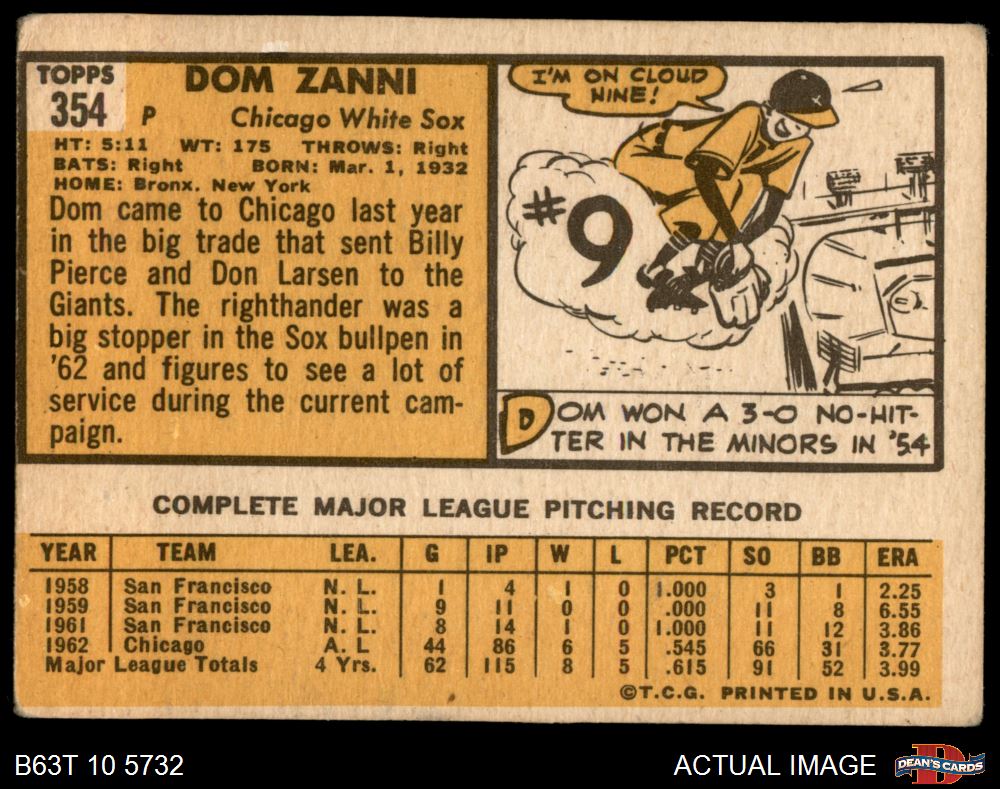 TOPPS
354
DOM ZANNI
P Chicago White Sox
HT: 5:11 WT: 175 THROWS: Right
BATS: Right BORN: Mar. 1, 1932
HOME: Bronx, New York
Dom came to Chicago last year
in the big trade that sent Billy
Pierce and Don Larsen to the
Giants. The righthander was a
big stopper in the Sox bullpen in
'62 and figures to see a lot of
service during the current cam-
paign.
I'M ON CLOUD
NINE!
#9
DOM WON A 3-0 NO-HIT-
TER IN THE MINORS IN '54
COMPLETE MAJOR LEAGUE PITCHING RECORD
YEAR TEAM LEA. G IP W L PCT SO BB ERA
1958 San Francisco N. L. 1 4 1 0 1.000 3 1 2.25
1959 San Francisco N. L. 9 11 0 0 .000 11 8 6.55
1961 San Francisco N. L. 8 14 1 0 1.000 11 12 3.86
1962 Chicago A. L 44 86 6 5 .545 66 31 3.77
Major League Totals 4 Yrs. 62 115 8 5 .615 91 52 3.99
©T.C.G. PRINTED IN U.S.A.
B63T 10 5732
ACTUAL IMAGE
DEAN'S CARDS